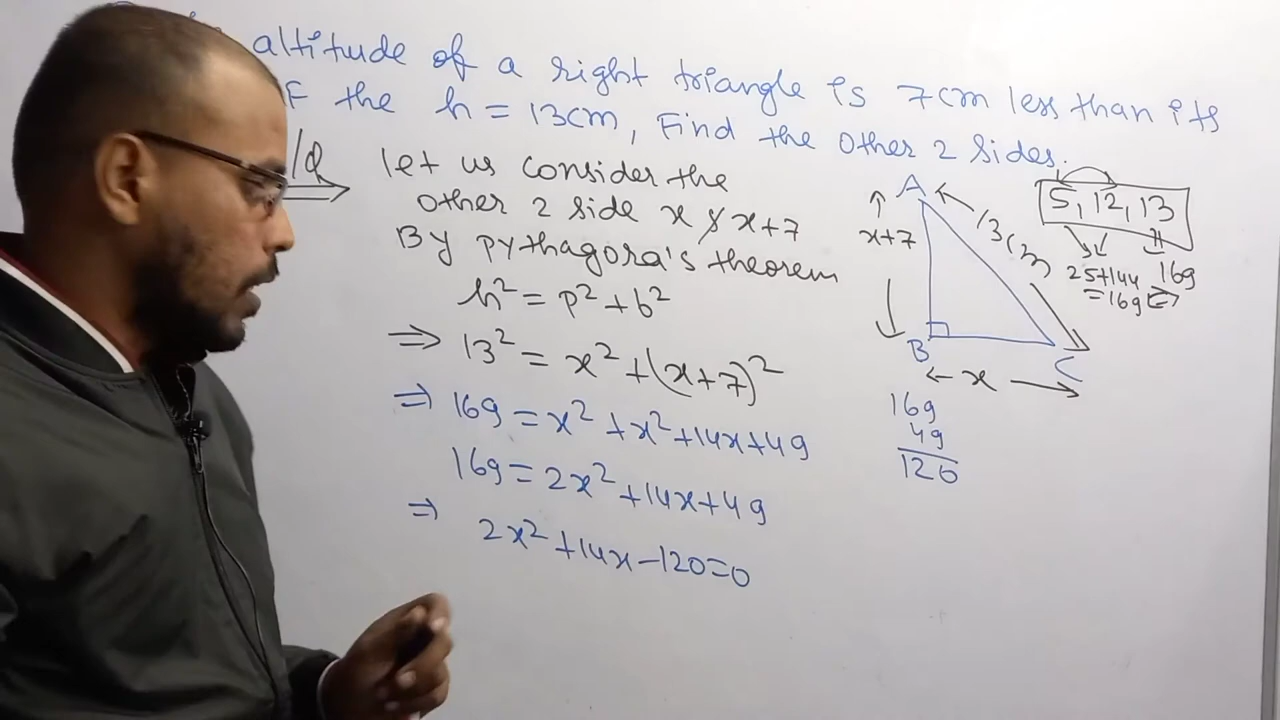 altitude of a right triangle is 7cm less than its
F the h = 13cm, Find the other 2 sides.
/Q
let us consider the
other 2 side x & x+7
By pythagora's theorem
h² = p² + b²
⇒ 13² = x² + (x+7)²
⇒ 169 = x² + x² + 14x + 49
169 = 2x² + 14x + 49
⇒ 2x² + 14x - 120 = 0
A
x+7
13cm
B
C
x
5, 12, 13
25+144
=169
169
169
49
120